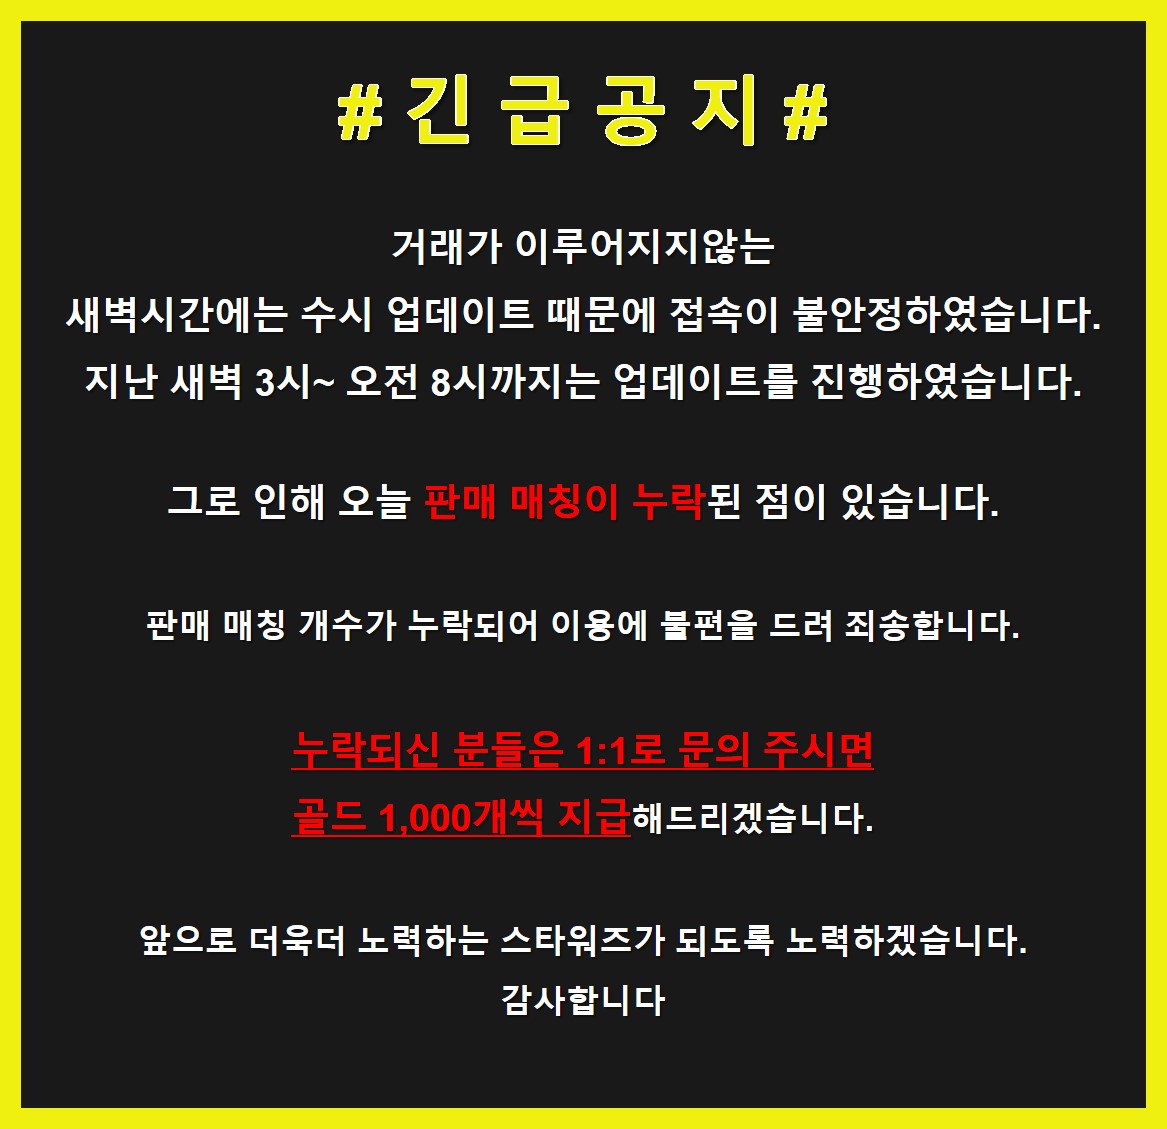 #긴급공지#
거래가 이루어지지않는
새벽시간에는 수시 업데이트 때문에 접속이 불안정하였습니다.
지난 새벽 3시~ 오전 8시까지는 업데이트를 진행하였습니다.
그로 인해 오늘 판매 매칭이 누락된 점이 있습니다.
판매 매칭 개수가 누락되어 이용에 불편을 드려 죄송합니다.
누락되신 분들은 1:1로 문의 주시면
골드 1,000개씩 지급해드리겠습니다.
앞으로 더욱더 노력하는 스타워즈가 되도록 노력하겠습니다.
감사합니다